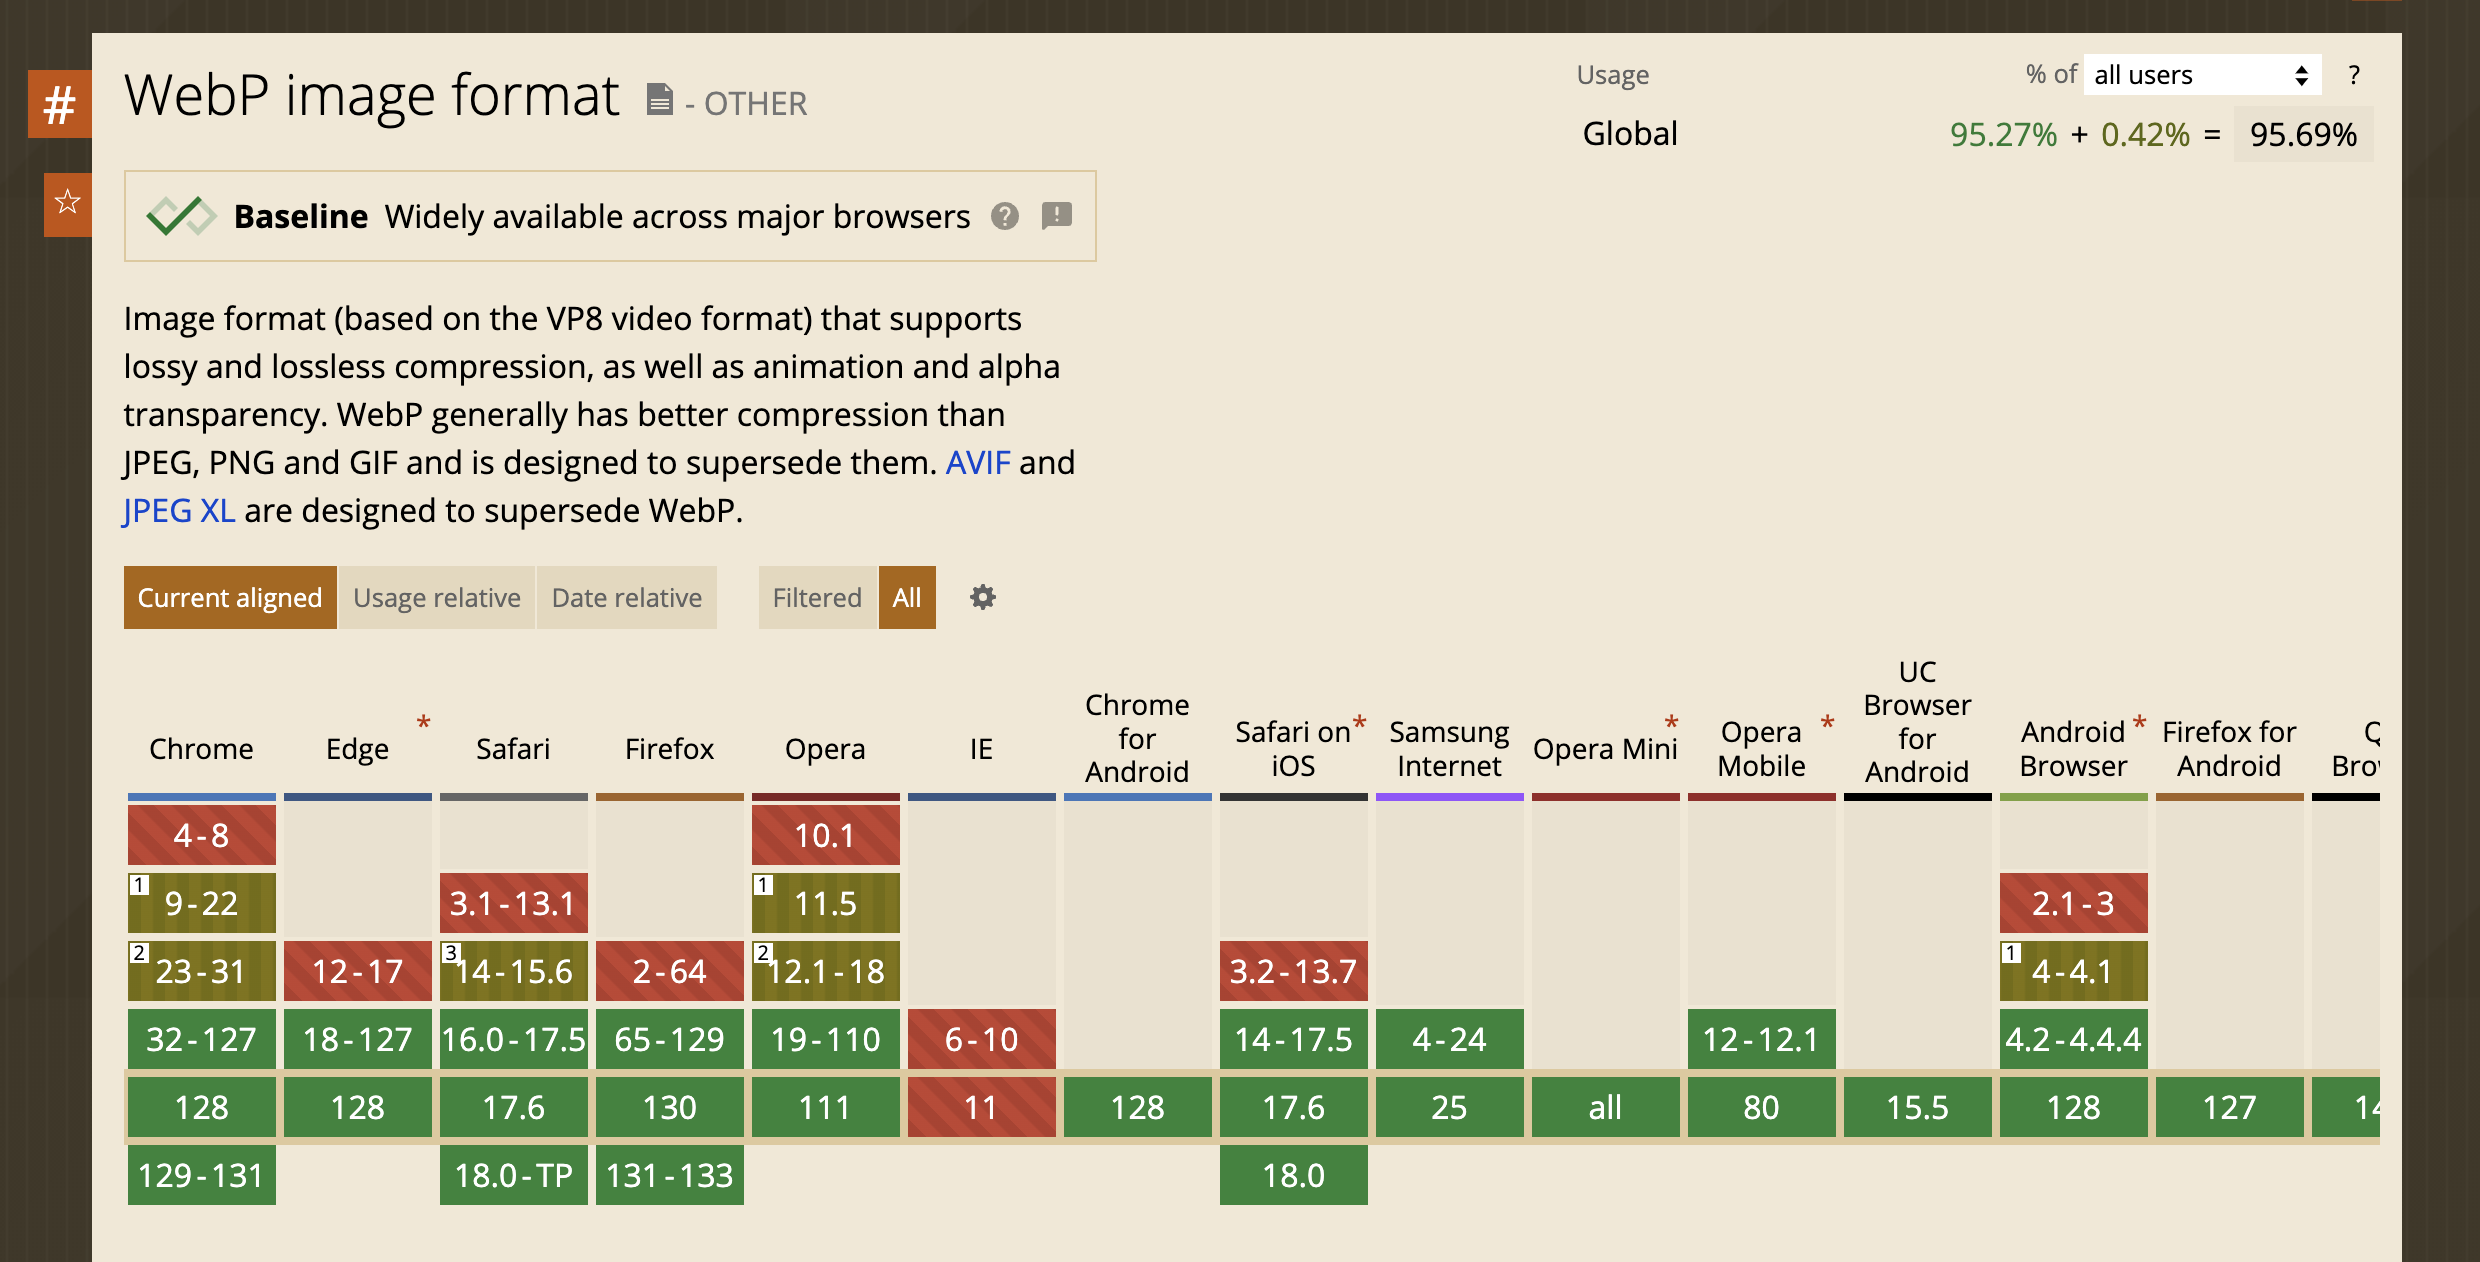 #
WebP image format - OTHER
Usage % of all users ?
Global 95.27% + 0.42% = 95.69%
☆
Baseline Widely available across major browsers ? !
Image format (based on the VP8 video format) that supports
lossy and lossless compression, as well as animation and alpha
transparency. WebP generally has better compression than
JPEG, PNG and GIF and is designed to supersede them. AVIF and
JPEG XL are designed to supersede WebP.
Current aligned Usage relative Date relative Filtered All
Chrome
Edge *
Safari
Firefox
Opera
IE
Chrome
for
Android
Safari on *
iOS
Samsung
Internet
Opera Mini *
Opera *
Mobile
UC
Browser
for
Android
Android *
Browser
Firefox for
Android
4-8 10.1
1 9-22 3.1-13.1 1 11.5 2.1-3
2 23-31 12-17 3 14-15.6 2-64 2 12.1-18 3.2-13.7 1 4-4.1
32-127 18-127 16.0-17.5 65-129 19-110 6-10 14-17.5 4-24 12-12.1 4.2-4.4.4
128 128 17.6 130 111 11 128 17.6 25 all 80 15.5 128 127
129-131 18.0-TP 131-133 18.0